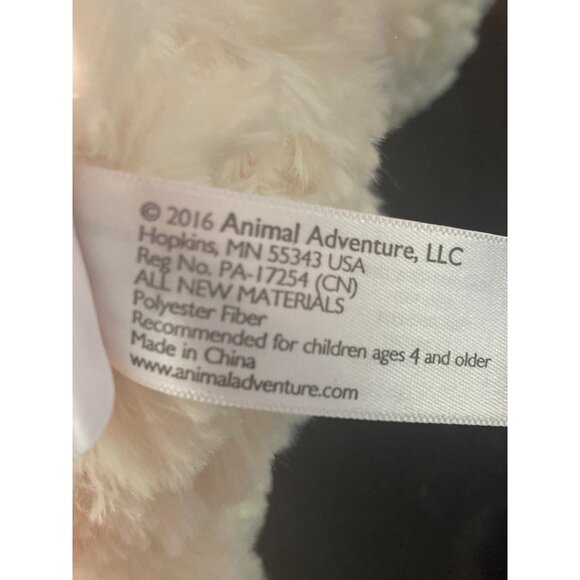 © 2016 Animal Adventure, LLC
Hopkins, MN 55343 USA
Reg No. PA-17254 (CN)
ALL NEW MATERIALS
Polyester Fiber
Recommended for children ages 4 and older
Made in China
www.animaladventure.com